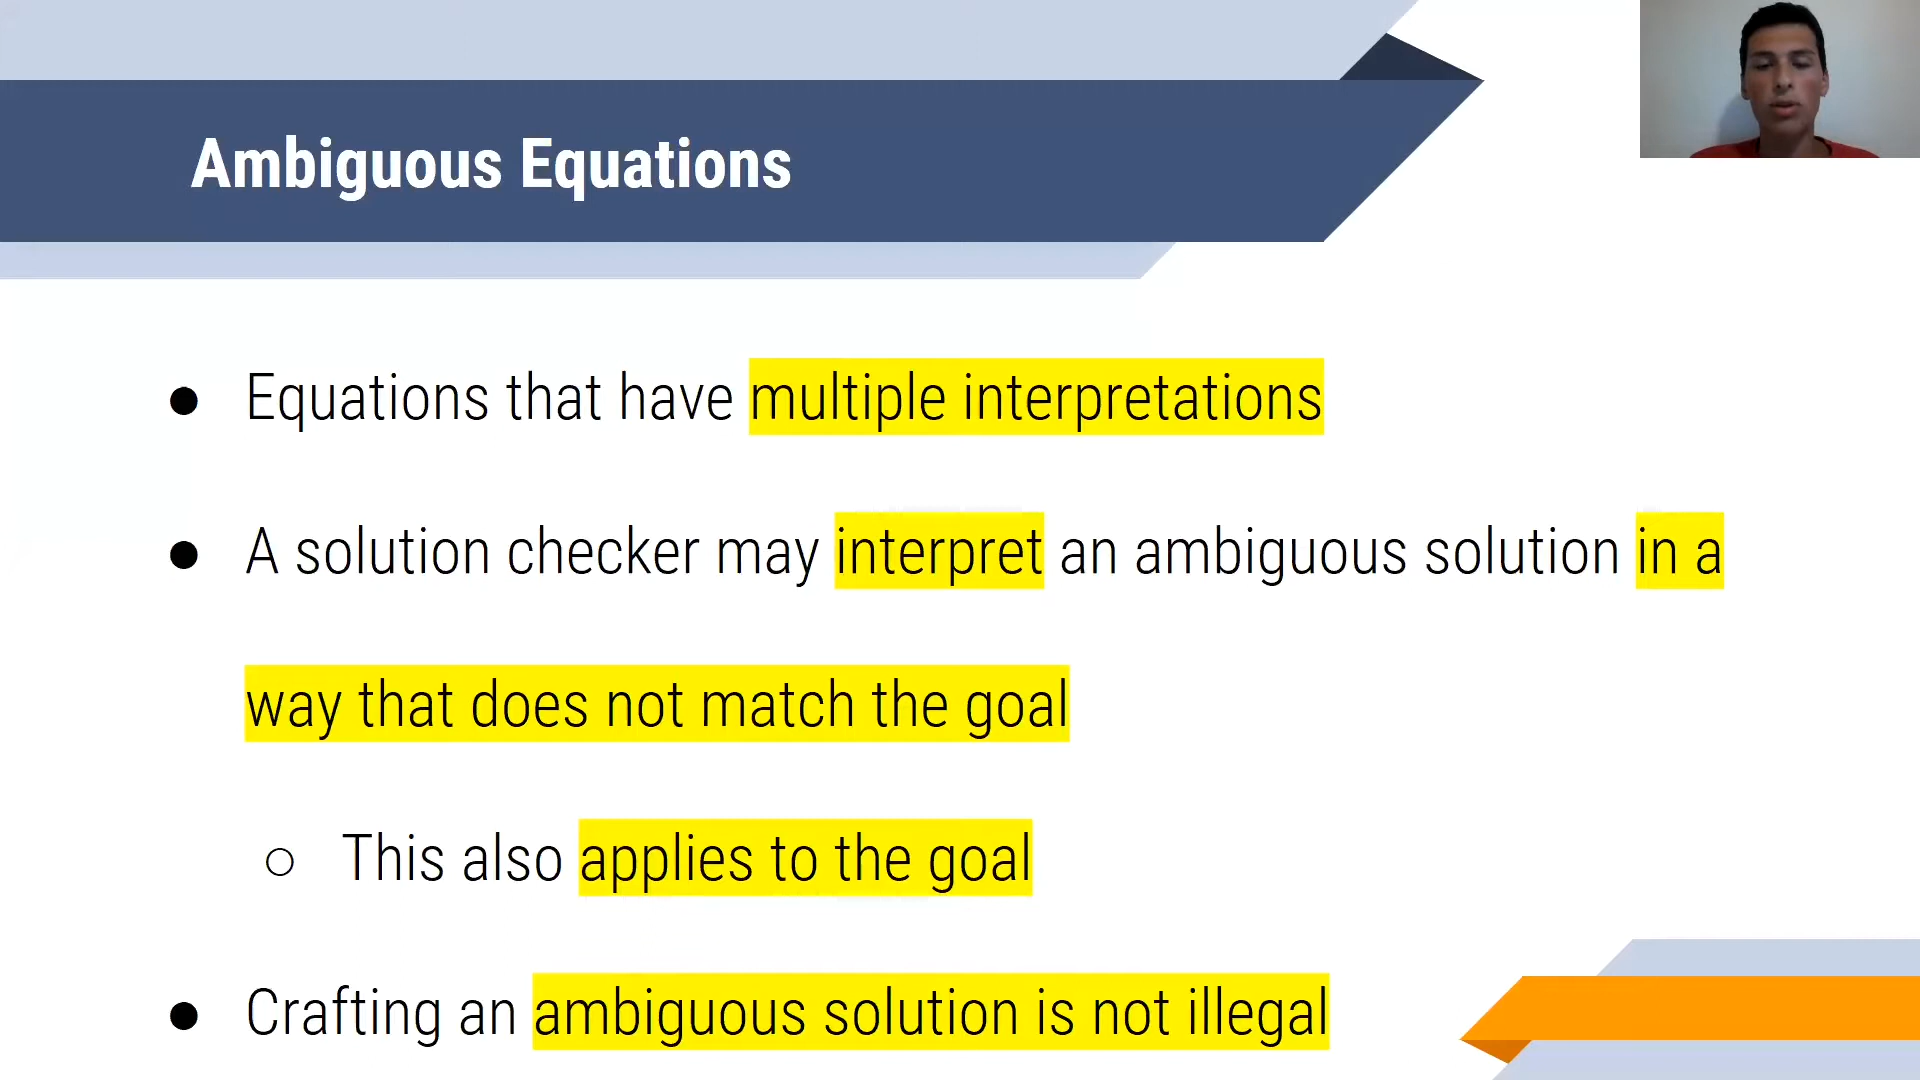 Ambiguous Equations
● Equations that have multiple interpretations
● A solution checker may interpret an ambiguous solution in a
way that does not match the goal
○ This also applies to the goal
● Crafting an ambiguous solution is not illegal